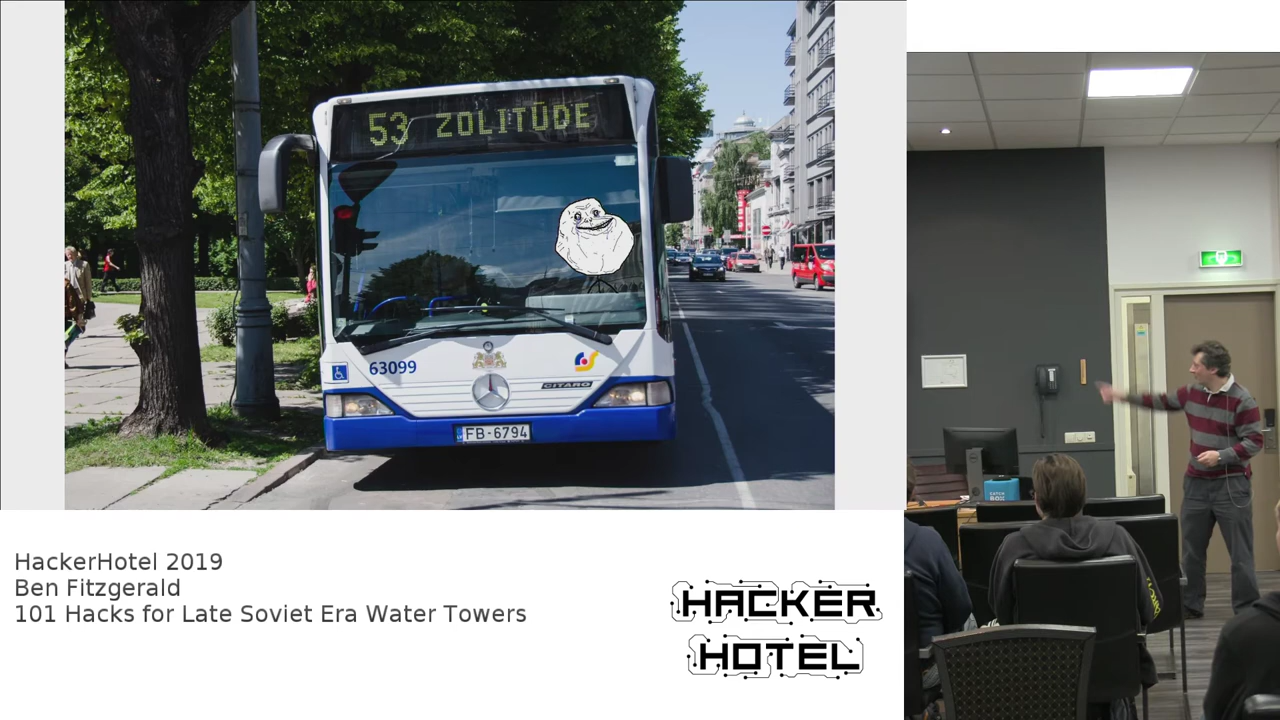 53 ZOLITŪDE
63099
CITARO
FB-6794
HackerHotel 2019
Ben Fitzgerald
101 Hacks for Late Soviet Era Water Towers
HACKER
HOTEL